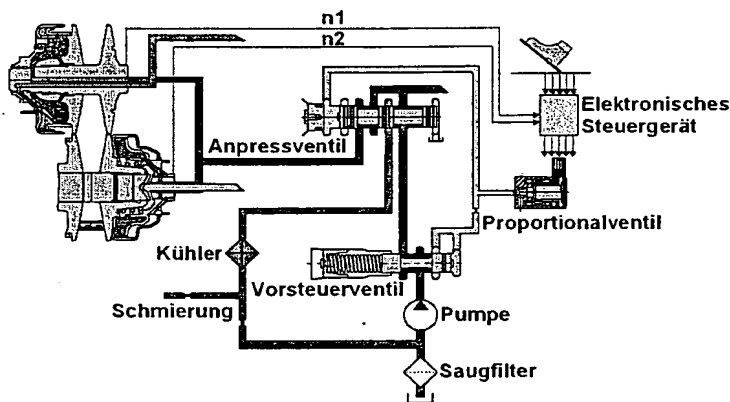 n1
n2
Elektronisches
Steuergerät
Anpressventil
Proportionalventil
Kühler
Vorsteuerventil
Schmierung
Pumpe
Saugfilter